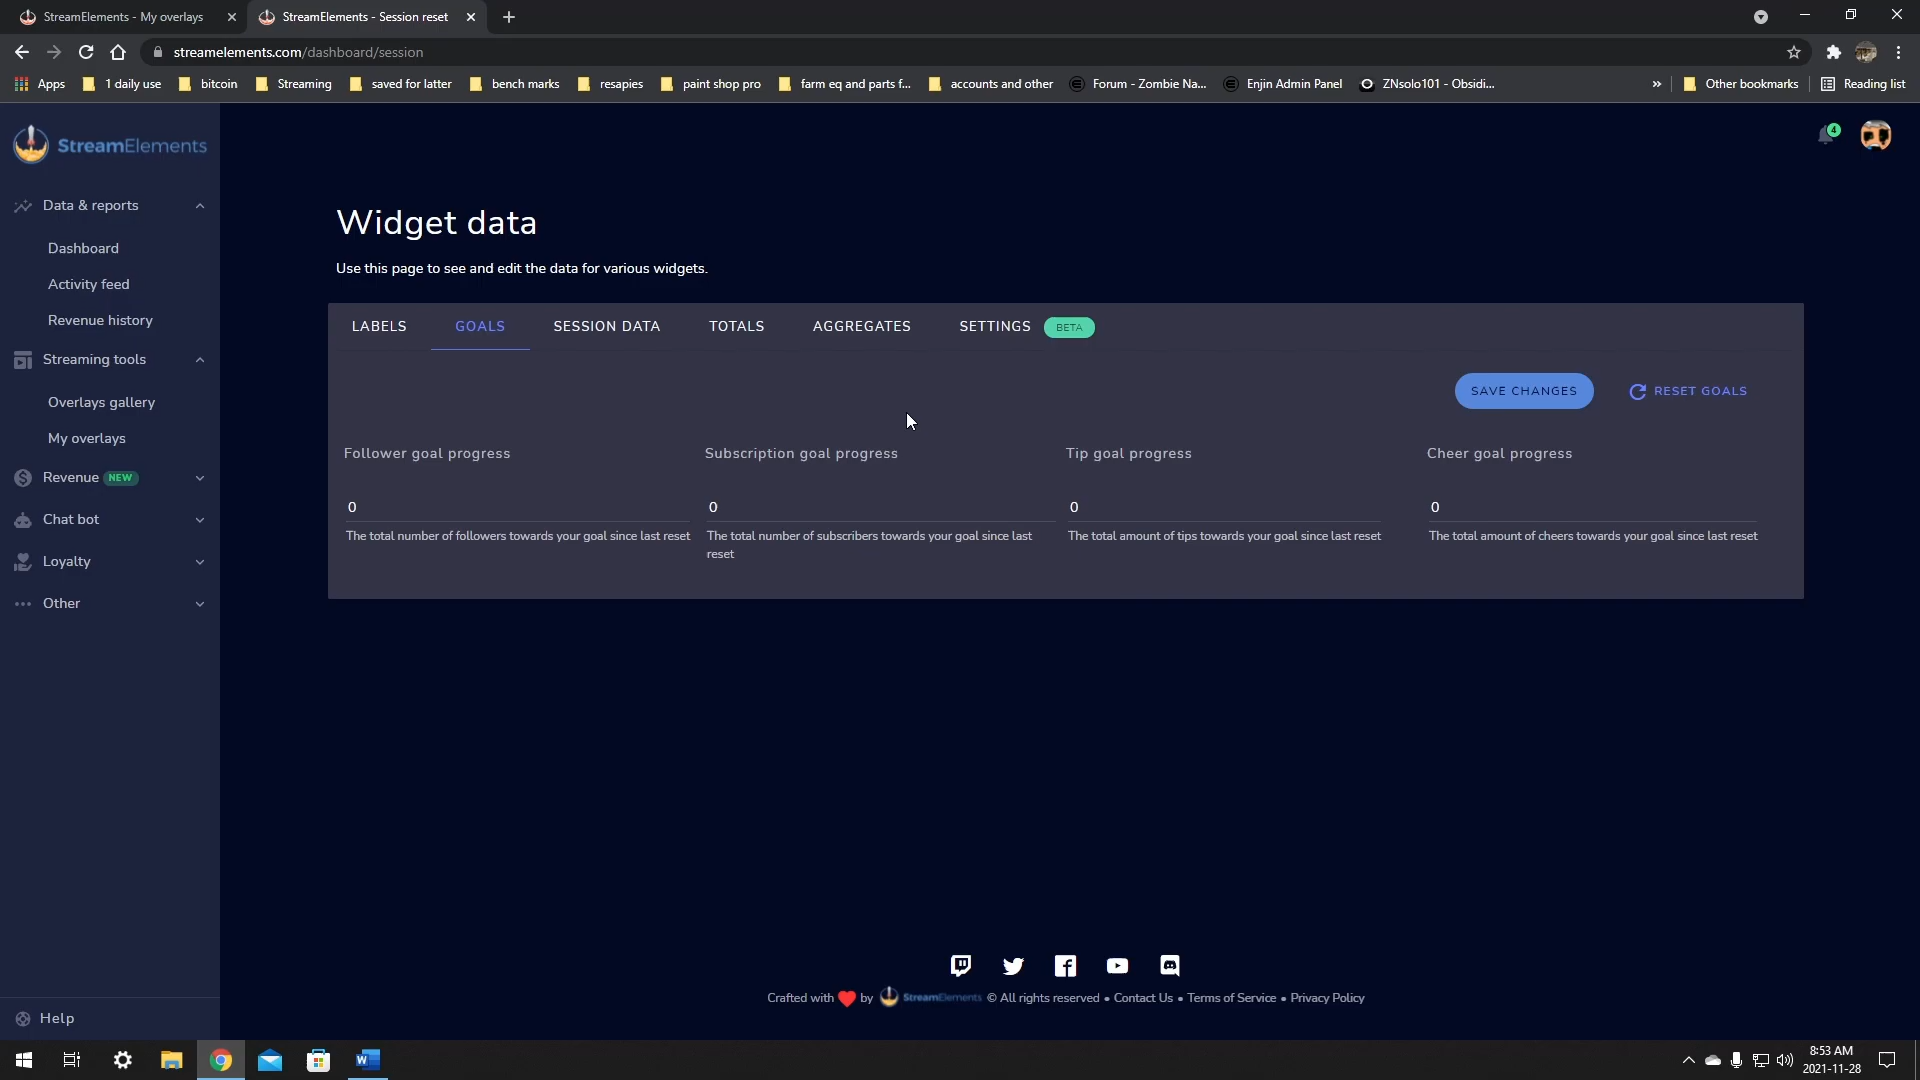 StreamElements - My overlays
StreamElements - Session reset
streamelements.com/dashboard/session
Apps
1 daily use
bitcoin
Streaming
saved for latter
bench marks
resapies
paint shop pro
farm eq and parts f...
accounts and other
Forum - Zombie Na...
Enjin Admin Panel
ZNsolo101 - Obsidi...
»
Other bookmarks
Reading list
StreamElements
4
Data & reports
Dashboard
Activity feed
Revenue history
Streaming tools
Overlays gallery
My overlays
Revenue NEW
Chat bot
Loyalty
Other
Help
Widget data
Use this page to see and edit the data for various widgets.
LABELS
GOALS
SESSION DATA
TOTALS
AGGREGATES
SETTINGS BETA
SAVE CHANGES
RESET GOALS
Follower goal progress
0
The total number of followers towards your goal since last reset
Subscription goal progress
0
The total number of subscribers towards your goal since last
reset
Tip goal progress
0
The total amount of tips towards your goal since last reset
Cheer goal progress
0
The total amount of cheers towards your goal since last reset
Crafted with ❤ by StreamElements © All rights reserved • Contact Us • Terms of Service • Privacy Policy
8:53 AM
2021-11-28